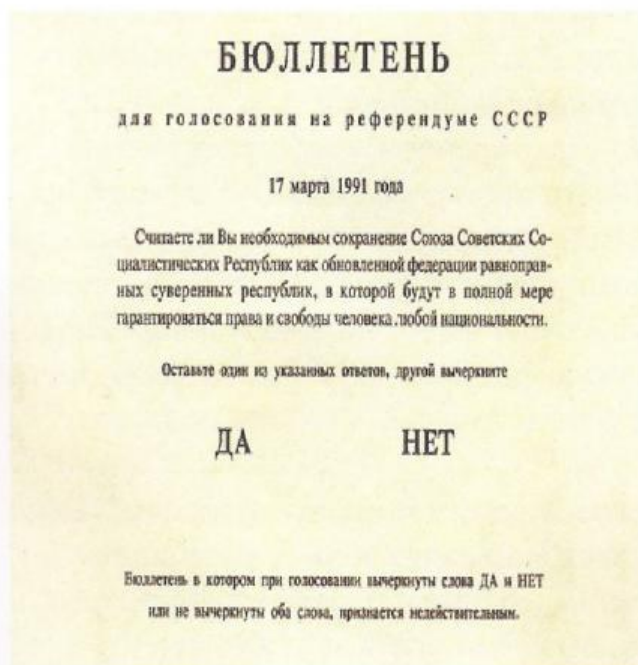 БЮЛЛЕТЕНЬ
для голосования на референдуме СССР
17 марта 1991 года
Считаете ли Вы необходимым сохранение Союза Советских Со-
циалистических Республик как обновленной федерации равноправ-
ных суверенных республик, в которой будут в полной мере
гарантироваться права и свободы человека любой национальности.
Оставьте один из указанных ответов, другой вычеркните
ДА НЕТ
Бюллетень в котором при голосовании вычеркнуты слова ДА и НЕТ
или не вычеркнуты оба слова, признается недействительным.